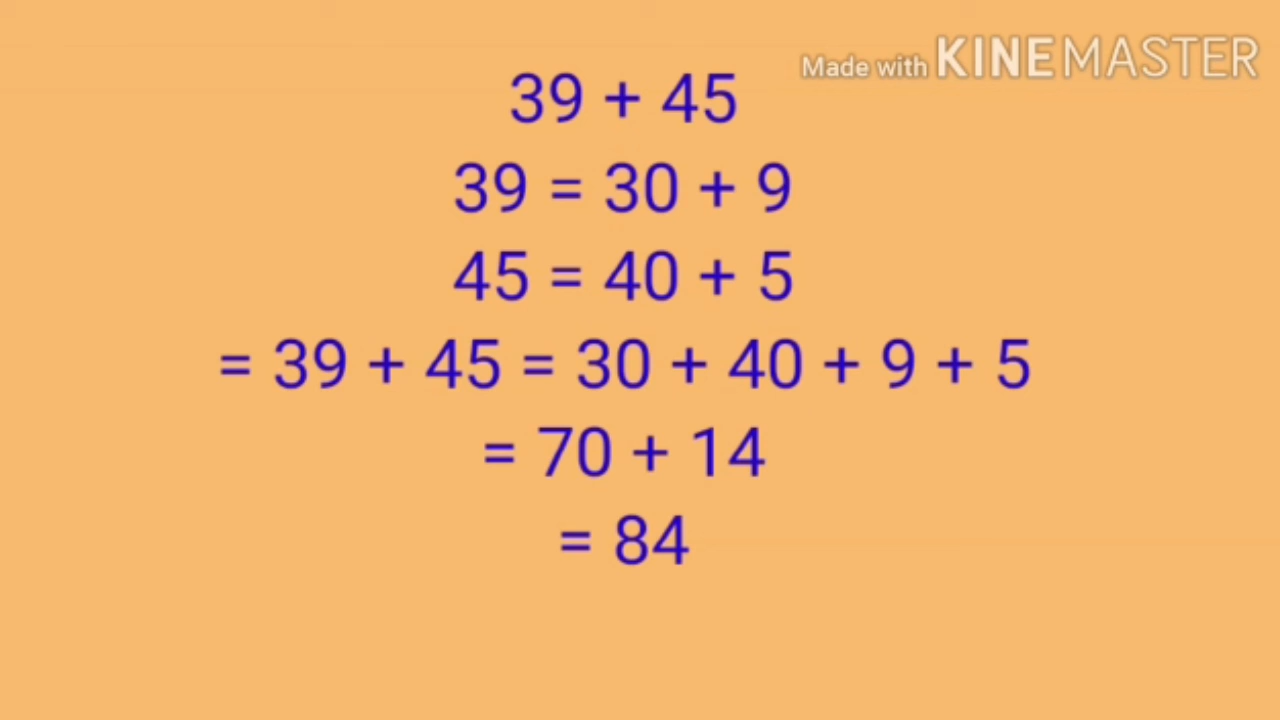 Made with KINEMASTER
39 + 45
39 = 30 + 9
45 = 40 + 5
= 39 + 45 = 30 + 40 + 9 + 5
= 70 + 14
= 84